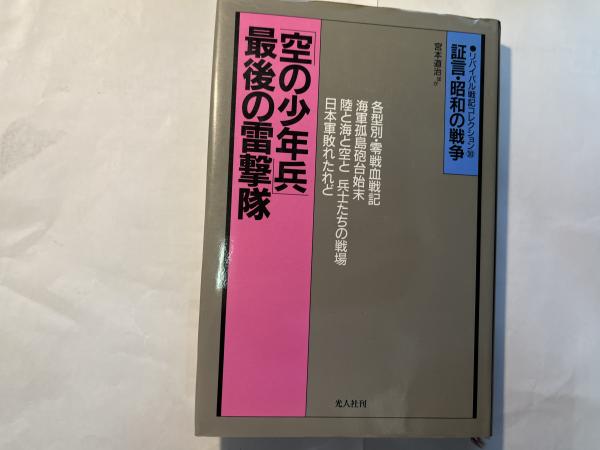 ●リバイバル戦記コレクション⑳
証言・昭和の戦争
宮本道治ほか
各型別・零戦血戦記
海軍孤島砲台始末
陸と海と空と 兵士たちの戦場
日本軍敗れたれど
「空の少年兵」
最後の雷撃隊
光人社刊